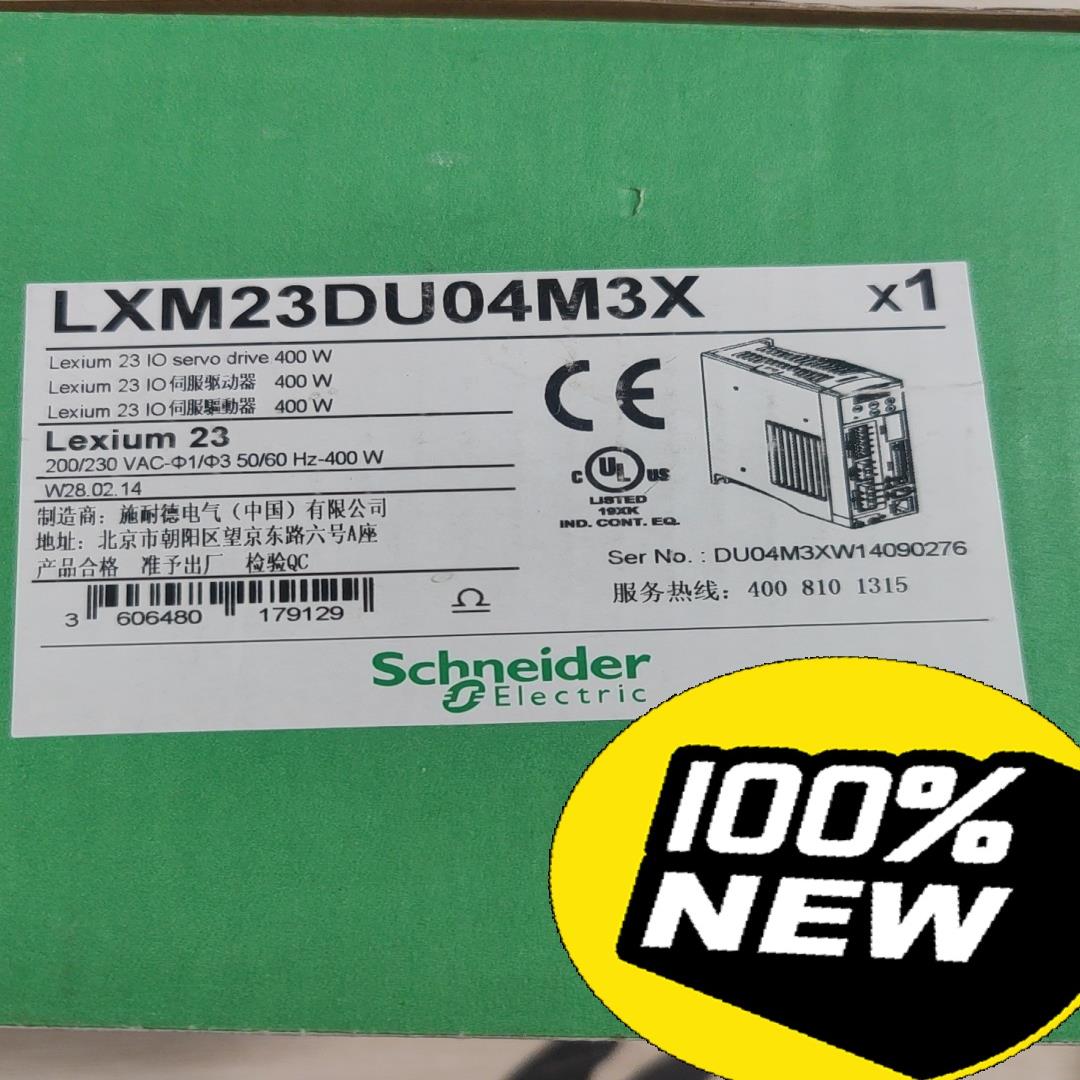 LXM23DU04M3X x1
Lexium 23 IO servo drive 400 W
Lexium 23 IO伺服驱动器 400 W
Lexium 23 IO伺服驅動器 400 W
Lexium 23
200/230 VAC-Φ1/Φ3 50/60 Hz-400 W
W28.02.14
制造商：施耐德电气（中国）有限公司
地址：北京市朝阳区望京东路六号A座
产品合格 准予出厂 检验QC
3 606480 179129
CE
C UL US
LISTED
19XK
IND. CONT. EQ.
Ser No.: DU04M3XW14090276
服务热线：400 810 1315
Schneider
Electric
100%
NEW